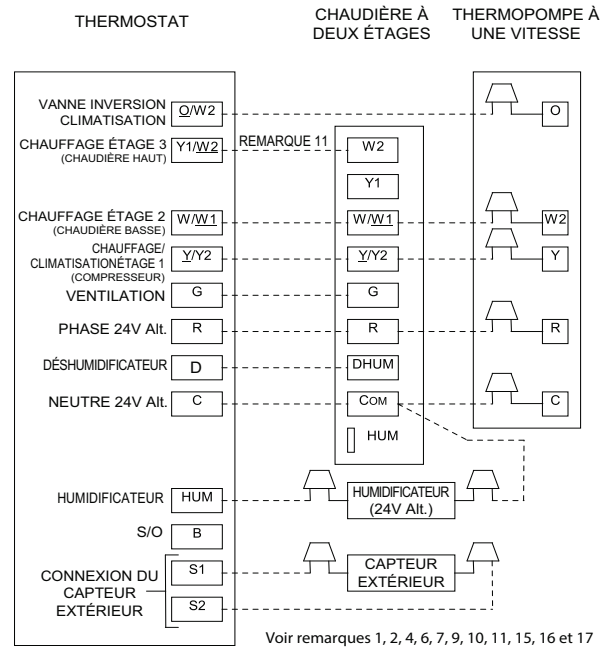 THERMOSTAT
CHAUDIÈRE À
DEUX ÉTAGES
THERMOPOMPE À
UNE VITESSE
VANNE INVERSION
CLIMATISATION
O/W2
O
CHAUFFAGE ÉTAGE 3
(CHAUDIÈRE HAUT)
Y1/W2
REMARQUE 11
W2
Y1
CHAUFFAGE ÉTAGE 2
(CHAUDIÈRE BASSE)
W/W1
W/W1
W2
CHAUFFAGE/
CLIMATISATIONÉTAGE 1
(COMPRESSEUR)
Y/Y2
Y/Y2
Y
VENTILATION
G
G
PHASE 24V Alt.
R
R
R
DÉSHUMIDIFICATEUR
D
DHUM
NEUTRE 24V Alt.
C
COM
C
HUM
HUMIDIFICATEUR
HUM
HUMIDIFICATEUR
(24V Alt.)
S/O
B
CONNEXION DU
CAPTEUR
EXTÉRIEUR
S1
S2
CAPTEUR
EXTÉRIEUR
Voir remarques 1, 2, 4, 6, 7, 9, 10, 11, 15, 16 et 17